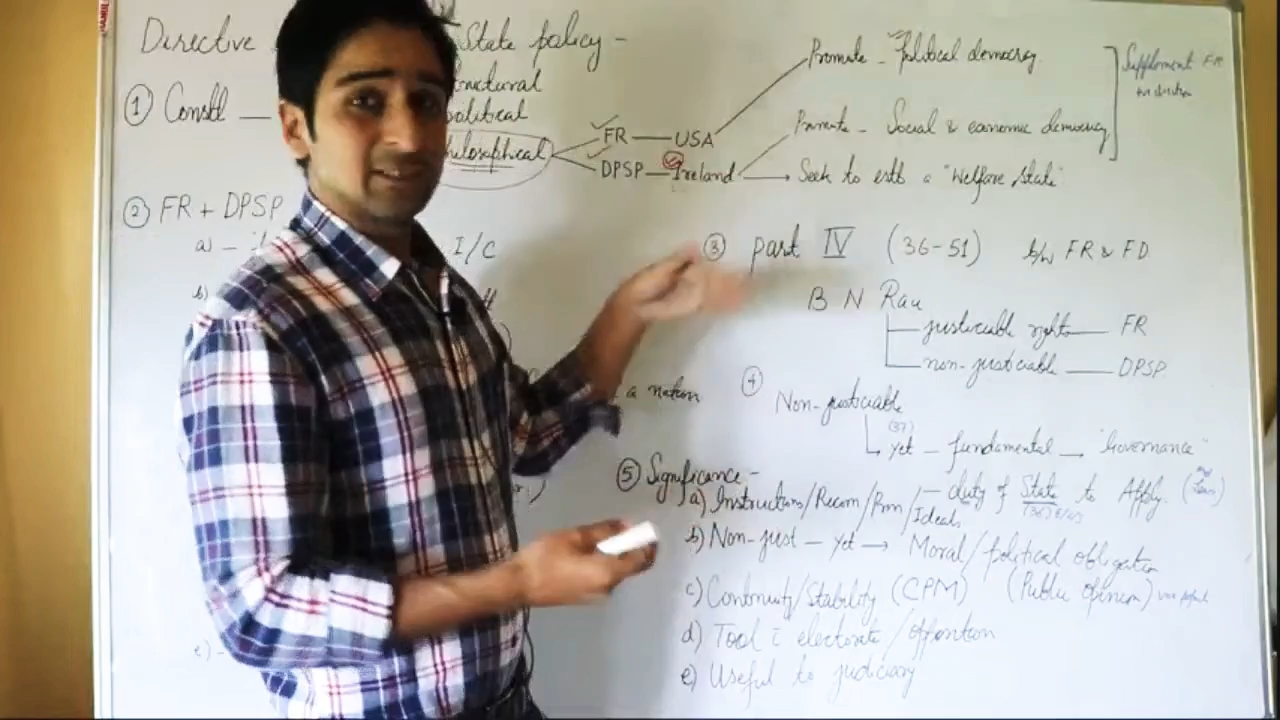 Directive State policy -
① Constl __ structural
political
philosophical
FR — USA
DPSP — Ireland
Promote - Political democracy
Promote - Social & economic democracy
Seek to estb a "Welfare State"
Supplement FR
② FR + DPSP
a) - I/C
b)
a nation
e) -
③ part IV (36-51) b/w FR & FD
B N Rau
justiciable rights — FR
non-justiciable — DPSP
④ Non-justiciable
(37)
yet — fundamental → "Governance"
⑤ Significance -
a) Instructions/Recom/ /Ideals — duty of State to Apply.
b) Non-just — yet → Moral/political obligation
c) Continuity/Stability (CPM) (Public opinion)
d) Tool c̄ electorate/opposition
e) Useful to judiciary